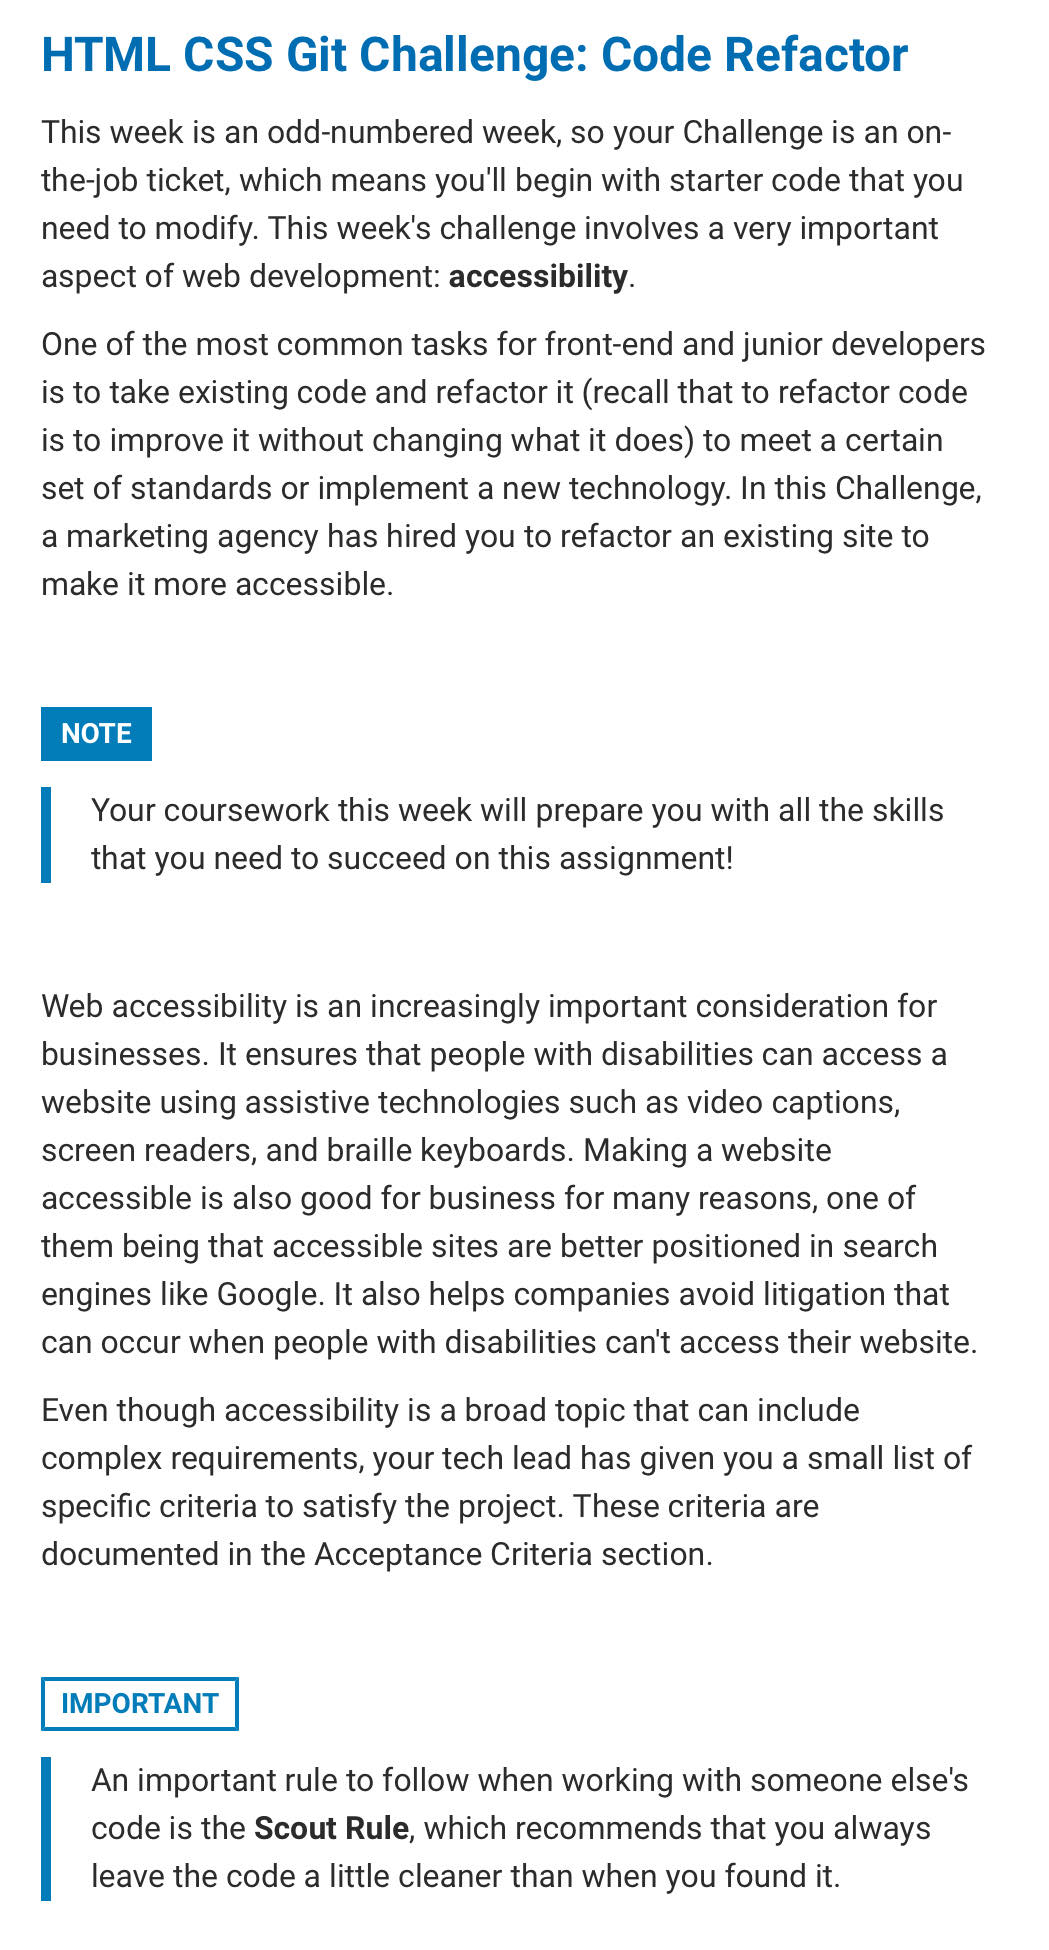 HTML CSS Git Challenge: Code Refactor
This week is an odd-numbered week, so your Challenge is an on-
the-job ticket, which means you'll begin with starter code that you
need to modify. This week's challenge involves a very important
aspect of web development: accessibility.
One of the most common tasks for front-end and junior developers
is to take existing code and refactor it (recall that to refactor code
is to improve it without changing what it does) to meet a certain
set of standards or implement a new technology. In this Challenge,
a marketing agency has hired you to refactor an existing site to
make it more accessible.
NOTE
Your coursework this week will prepare you with all the skills
that you need to succeed on this assignment!
Web accessibility is an increasingly important consideration for
businesses. It ensures that people with disabilities can access a
website using assistive technologies such as video captions,
screen readers, and braille keyboards. Making a website
accessible is also good for business for many reasons, one of
them being that accessible sites are better positioned in search
engines like Google. It also helps companies avoid litigation that
can occur when people with disabilities can't access their website.
Even though accessibility is a broad topic that can include
complex requirements, your tech lead has given you a small list of
specific criteria to satisfy the project. These criteria are
documented in the Acceptance Criteria section.
IMPORTANT
An important rule to follow when working with someone else's
code is the Scout Rule, which recommends that you always
leave the code a little cleaner than when you found it.